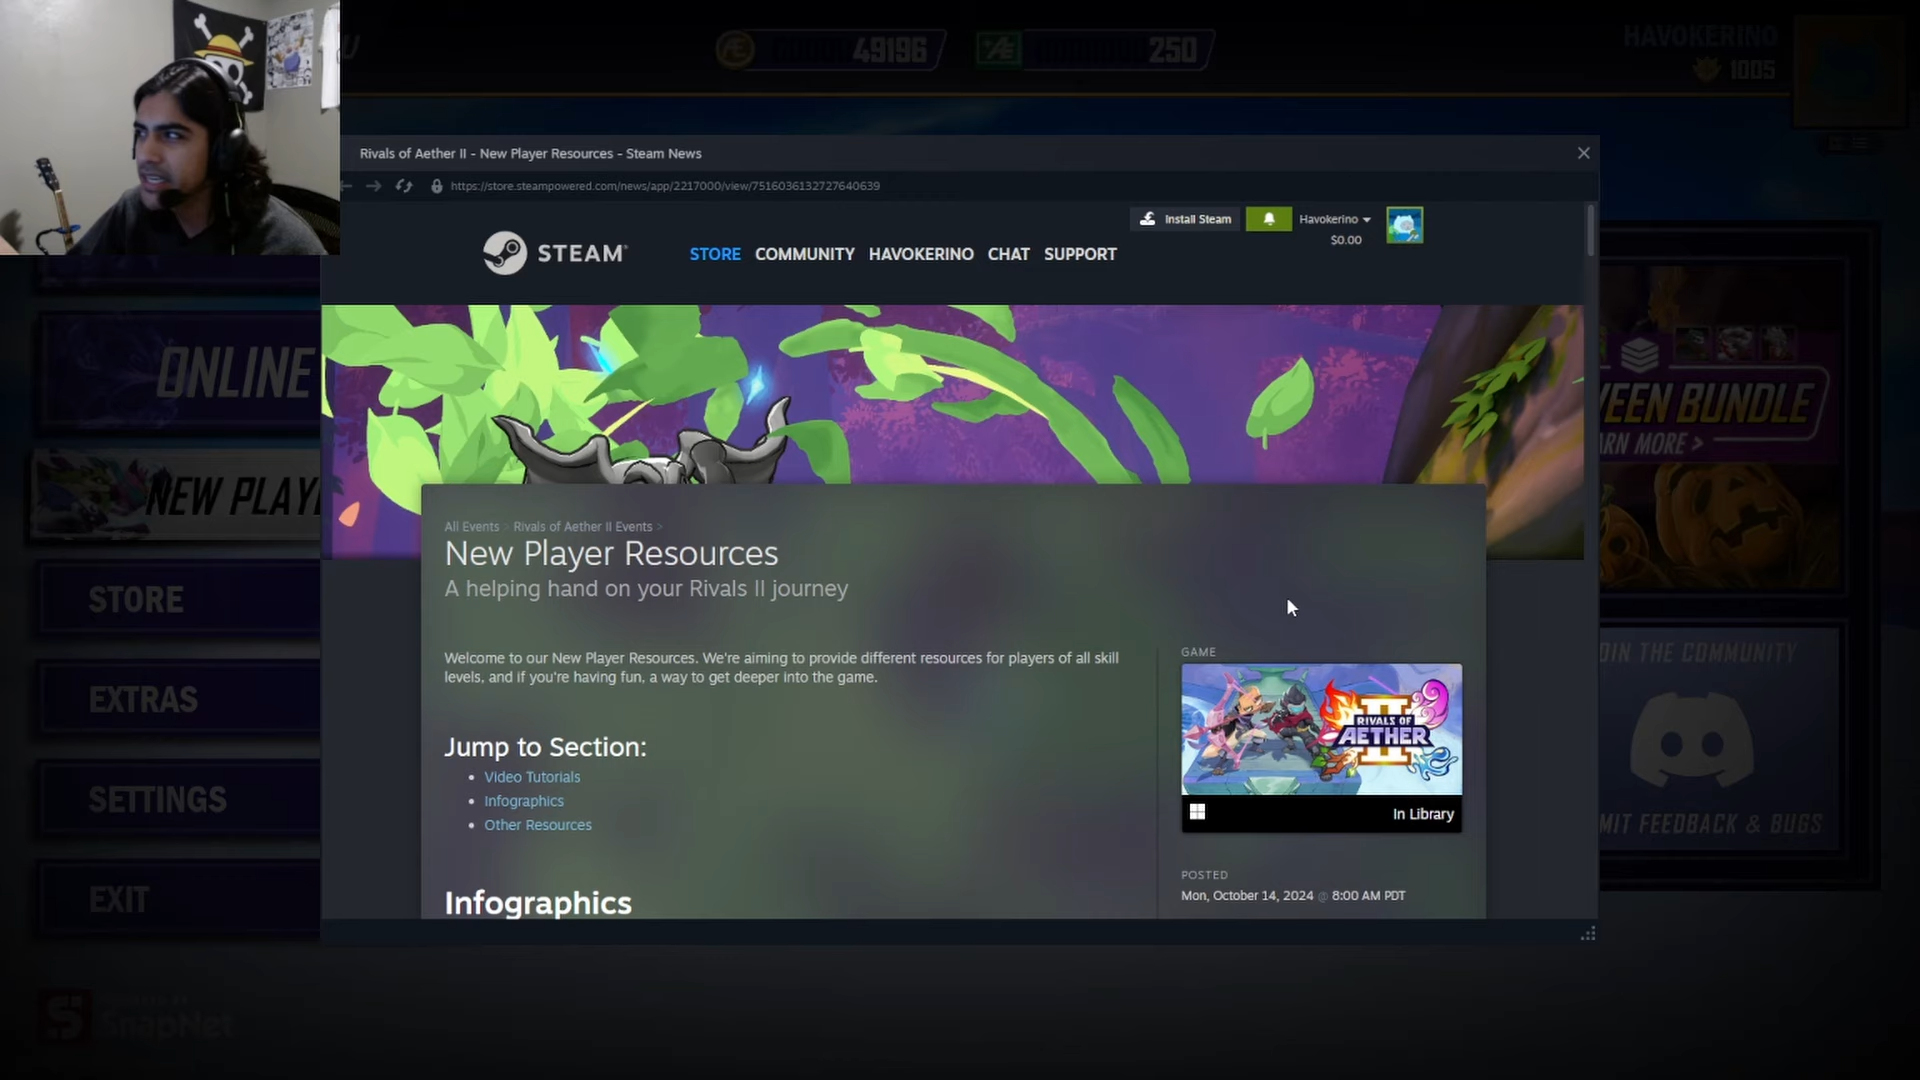 49196
250
HAVOKERINO
1005
Rivals of Aether II - New Player Resources - Steam News
https://store.steampowered.com/news/app/2217000/view/7516036132727640639
Install Steam
Havokerino
$0.00
STEAM
STORE
COMMUNITY
HAVOKERINO
CHAT
SUPPORT
ONLINE
NEW PLAY
STORE
EXTRAS
SETTINGS
EXIT
SnapNet
All Events > Rivals of Aether II Events >
New Player Resources
A helping hand on your Rivals II journey
Welcome to our New Player Resources. We're aiming to provide different resources for players of all skill
levels, and if you're having fun, a way to get deeper into the game.
Jump to Section:
• Video Tutorials
• Infographics
• Other Resources
Infographics
GAME
RIVALS OF
AETHER
II
In Library
POSTED
Mon, October 14, 2024 @ 8:00 AM PDT
EEN BUNDLE
RN MORE >
OIN THE COMMUNITY
MIT FEEDBACK & BUGS